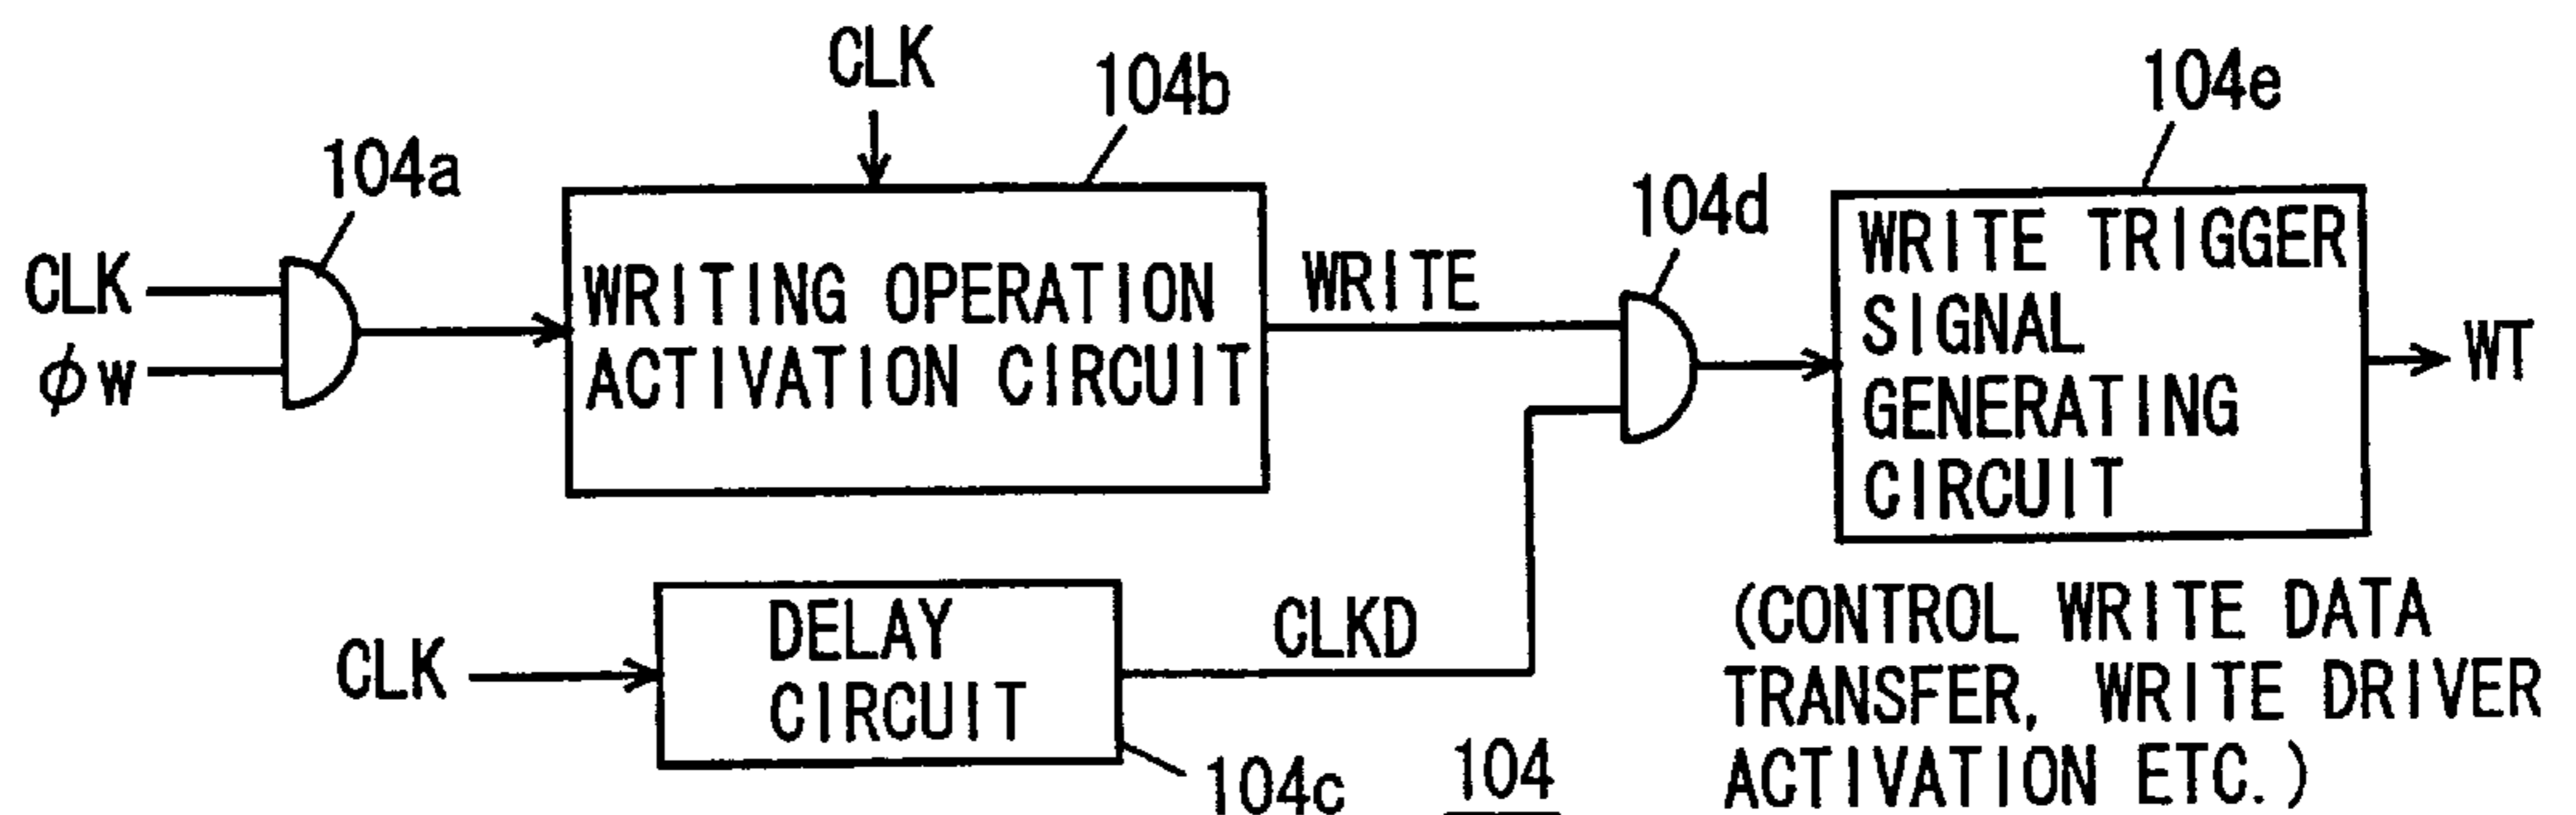 CLK
104b
104e
104a
104d
CLK
φw
WRITING OPERATION
ACTIVATION CIRCUIT
WRITE
WRITE TRIGGER
SIGNAL
GENERATING
CIRCUIT
WT
CLK
DELAY
CIRCUIT
CLKD
104c
104
(CONTROL WRITE DATA
TRANSFER, WRITE DRIVER
ACTIVATION ETC.)